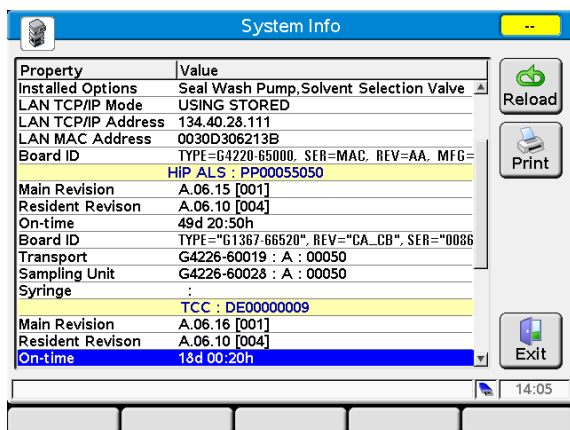 System Info
--
Property Value
Installed Options Seal Wash Pump,Solvent Selection Valve
LAN TCP/IP Mode USING STORED
LAN TCP/IP Address 134.40.28.111
LAN MAC Address 0030D306213B
Board ID TYPE=G4220-65000, SER=MAC, REV=AA, MFG=
HiP ALS : PP00055050
Main Revision A.06.15 [001]
Resident Revison A.06.10 [004]
On-time 49d 20:50h
Board ID TYPE="G1367-66520", REV="CA_CB", SER="0086
Transport G4226-60019 : A : 00050
Sampling Unit G4226-60028 : A : 00050
Syringe :
TCC : DE00000009
Main Revision A.06.16 [001]
Resident Revison A.06.10 [004]
On-time 18d 00:20h
Reload
Print
Exit
14:05